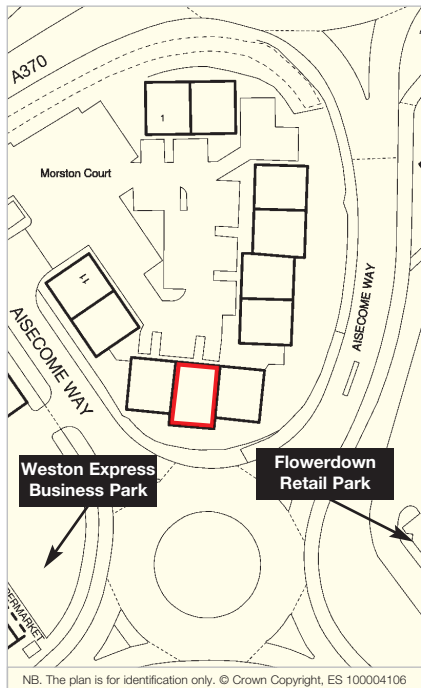 A370
1
Morston Court
11
AISECOME WAY
AISECOME WAY
Weston Express
Business Park
Flowerdown
Retail Park
NB. The plan is for identification only. © Crown Copyright, ES 100004106